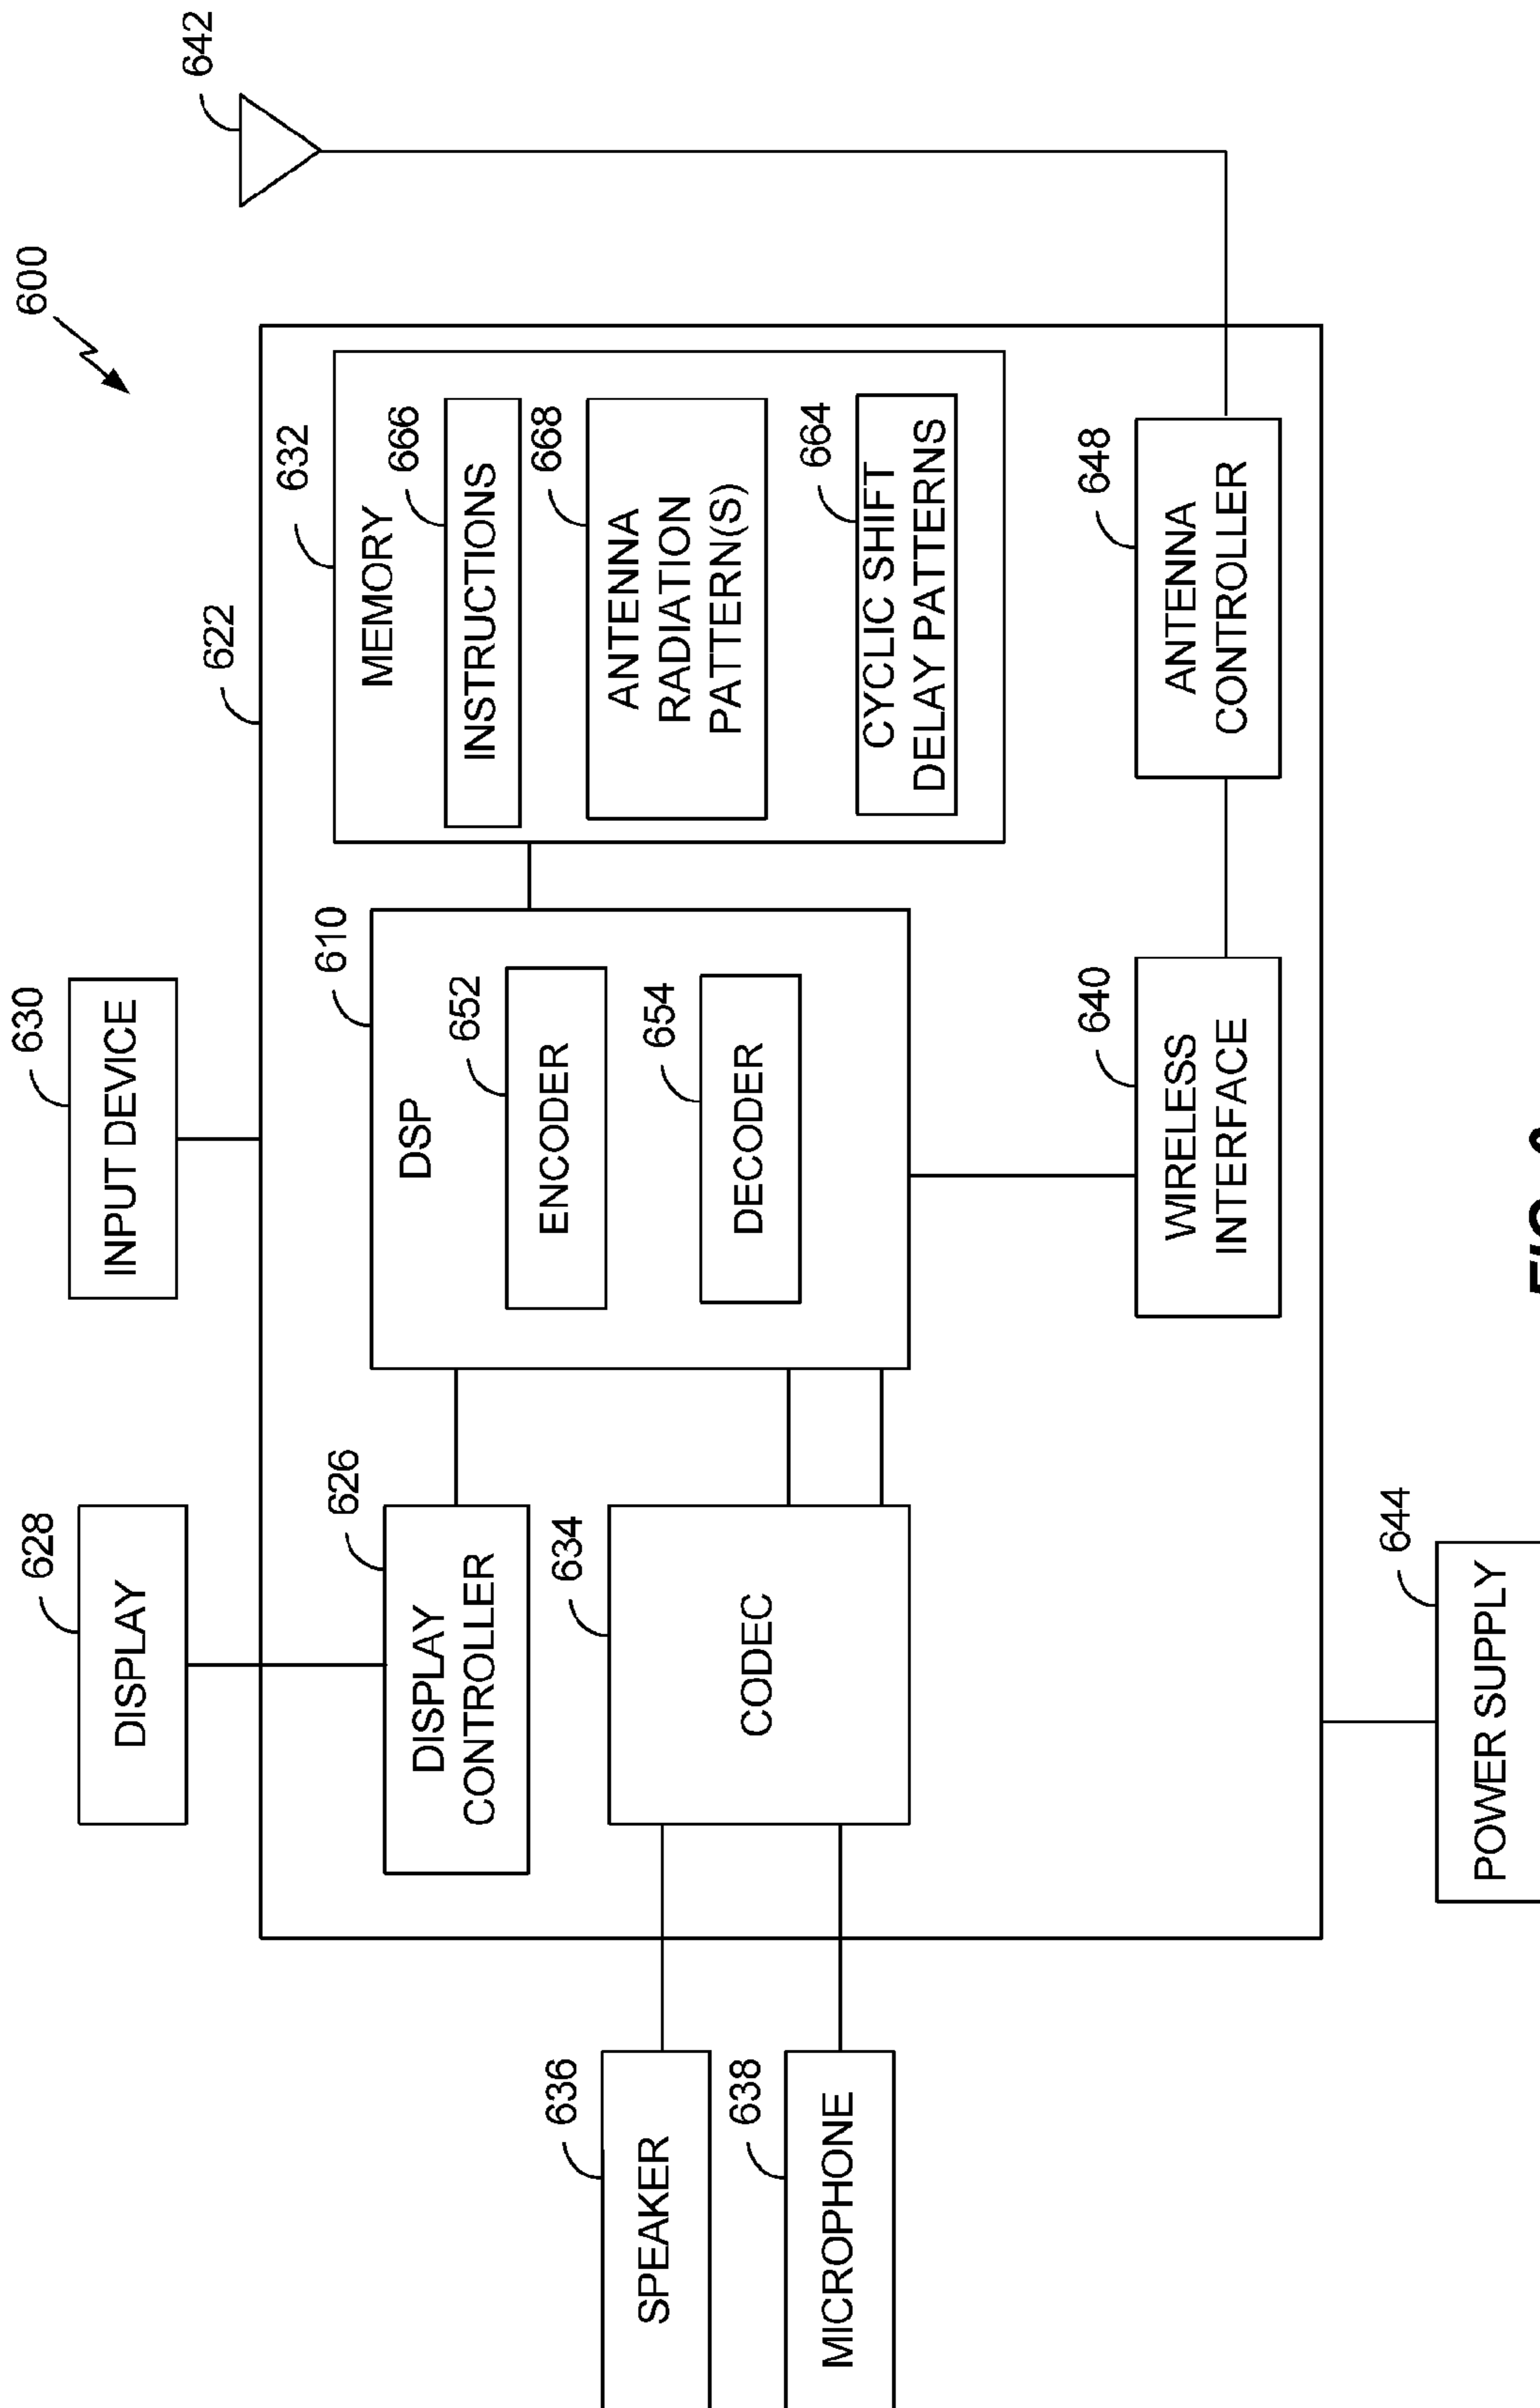 600
642
630
INPUT DEVICE
628
DISPLAY
622
632
MEMORY
666
INSTRUCTIONS
668
ANTENNA
RADIATION
PATTERN(S)
664
CYCLIC SHIFT
DELAY PATTERNS
610
DSP
652
ENCODER
654
DECODER
626
DISPLAY
CONTROLLER
634
CODEC
636
SPEAKER
638
MICROPHONE
640
WIRELESS
INTERFACE
648
ANTENNA
CONTROLLER
644
POWER SUPPLY
FIG.